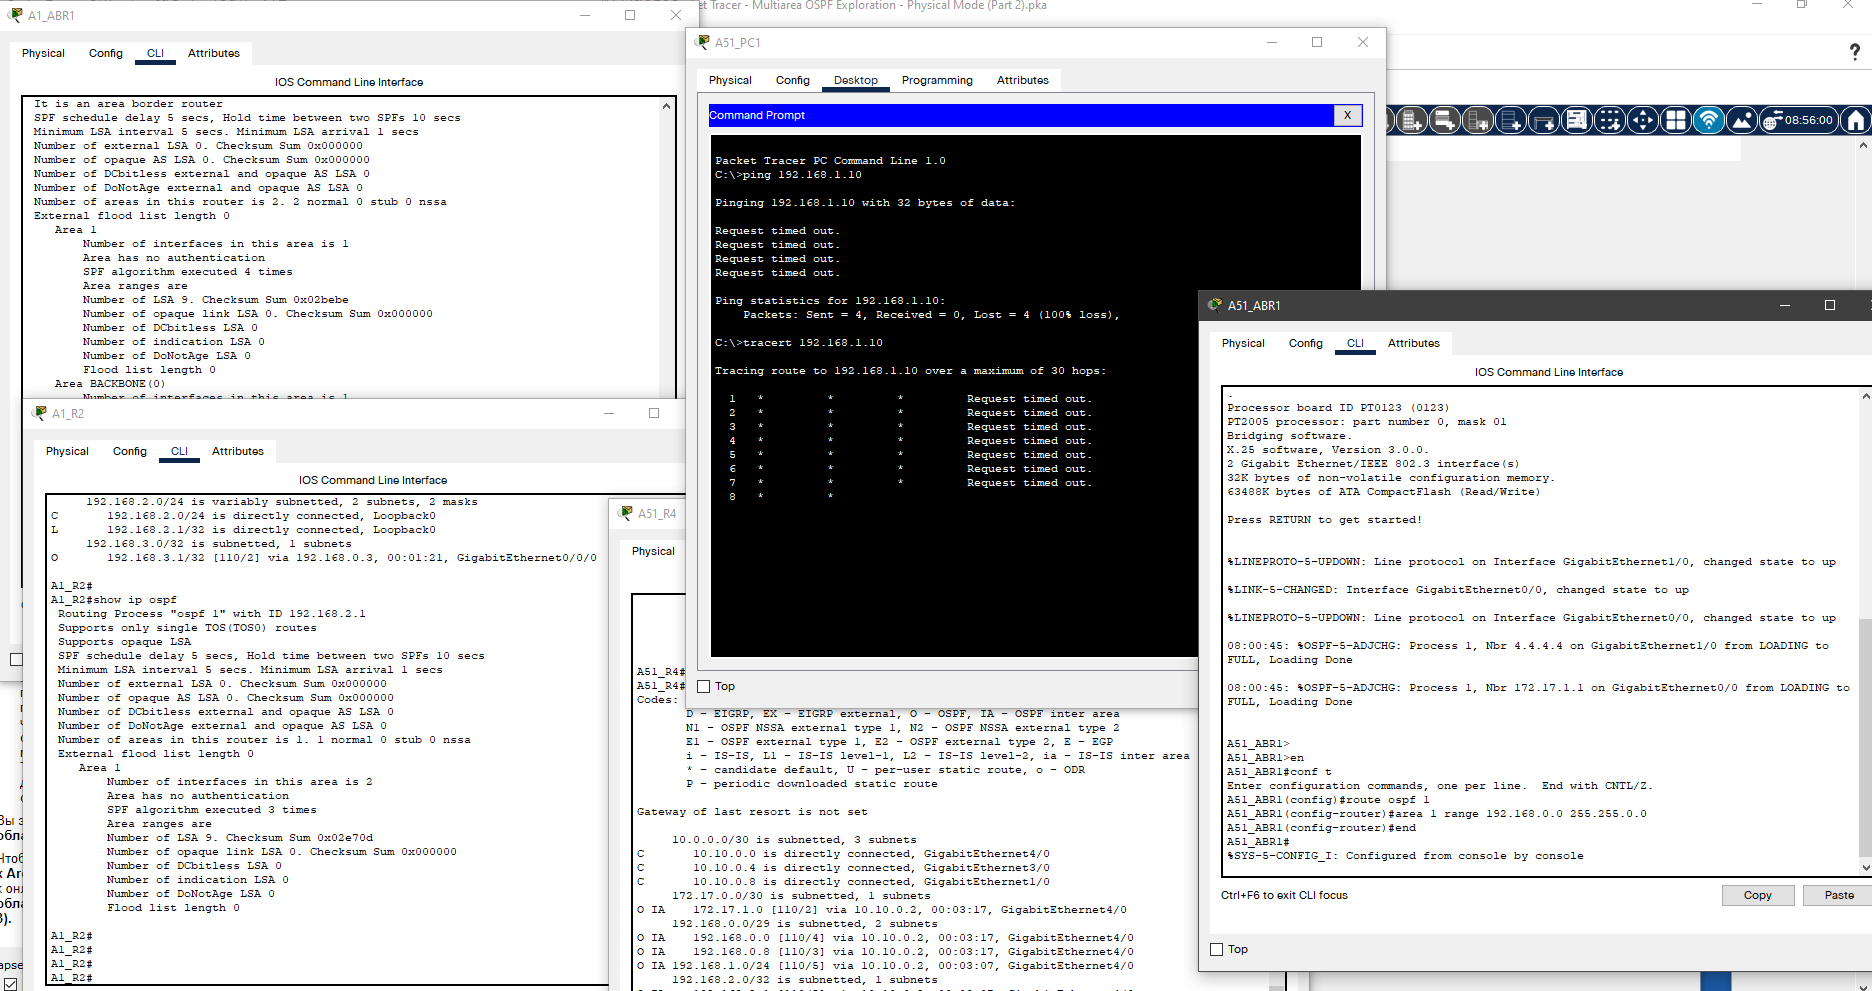 et Tracer - Multiarea OSPF Exploration - Physical Mode (Part 2).pka
08:56:00
A1_ABR1
Physical Config CLI Attributes
IOS Command Line Interface
It is an area border router
SPF schedule delay 5 secs, Hold time between two SPFs 10 secs
Minimum LSA interval 5 secs. Minimum LSA arrival 1 secs
Number of external LSA 0. Checksum Sum 0x000000
Number of opaque AS LSA 0. Checksum Sum 0x000000
Number of DCbitless external and opaque AS LSA 0
Number of DoNotAge external and opaque AS LSA 0
Number of areas in this router is 2. 2 normal 0 stub 0 nssa
External flood list length 0
Area 1
Number of interfaces in this area is 1
Area has no authentication
SPF algorithm executed 4 times
Area ranges are
Number of LSA 9. Checksum Sum 0x02bebe
Number of opaque link LSA 0. Checksum Sum 0x000000
Number of DCbitless LSA 0
Number of indication LSA 0
Number of DoNotAge LSA 0
Flood list length 0
Area BACKBONE(0)
Number of interfaces in this area is 1
A1_R2
Physical Config CLI Attributes
IOS Command Line Interface
192.168.2.0/24 is variably subnetted, 2 subnets, 2 masks
C 192.168.2.0/24 is directly connected, Loopback0
L 192.168.2.1/32 is directly connected, Loopback0
192.168.3.0/32 is subnetted, 1 subnets
O 192.168.3.1/32 [110/2] via 192.168.0.3, 00:01:21, GigabitEthernet0/0/0
A1_R2#
A1_R2#show ip ospf
Routing Process "ospf 1" with ID 192.168.2.1
Supports only single TOS(TOS0) routes
Supports opaque LSA
SPF schedule delay 5 secs, Hold time between two SPFs 10 secs
Minimum LSA interval 5 secs. Minimum LSA arrival 1 secs
Number of external LSA 0. Checksum Sum 0x000000
Number of opaque AS LSA 0. Checksum Sum 0x000000
Number of DCbitless external and opaque AS LSA 0
Number of DoNotAge external and opaque AS LSA 0
Number of areas in this router is 1. 1 normal 0 stub 0 nssa
External flood list length 0
Area 1
Number of interfaces in this area is 2
Area has no authentication
SPF algorithm executed 3 times
Area ranges are
Number of LSA 9. Checksum Sum 0x02e70d
Number of opaque link LSA 0. Checksum Sum 0x000000
Number of DCbitless LSA 0
Number of indication LSA 0
Number of DoNotAge LSA 0
Flood list length 0
A1_R2#
A1_R2#
A1_R2#
A1_R2#
A51_PC1
Physical Config Desktop Programming Attributes
Command Prompt X
Packet Tracer PC Command Line 1.0
C:\>ping 192.168.1.10
Pinging 192.168.1.10 with 32 bytes of data:
Request timed out.
Request timed out.
Request timed out.
Request timed out.
Ping statistics for 192.168.1.10:
Packets: Sent = 4, Received = 0, Lost = 4 (100% loss),
C:\>tracert 192.168.1.10
Tracing route to 192.168.1.10 over a maximum of 30 hops:
1 * * * Request timed out.
2 * * * Request timed out.
3 * * * Request timed out.
4 * * * Request timed out.
5 * * * Request timed out.
6 * * * Request timed out.
7 * * * Request timed out.
8 * *
Top
A51_R4
Physical
A51_R4#
A51_R4#
Codes:
D - EIGRP, EX - EIGRP external, O - OSPF, IA - OSPF inter area
N1 - OSPF NSSA external type 1, N2 - OSPF NSSA external type 2
E1 - OSPF external type 1, E2 - OSPF external type 2, E - EGP
i - IS-IS, L1 - IS-IS level-1, L2 - IS-IS level-2, ia - IS-IS inter area
* - candidate default, U - per-user static route, o - ODR
P - periodic downloaded static route
Gateway of last resort is not set
10.0.0.0/30 is subnetted, 3 subnets
C 10.10.0.0 is directly connected, GigabitEthernet4/0
C 10.10.0.4 is directly connected, GigabitEthernet3/0
C 10.10.0.8 is directly connected, GigabitEthernet1/0
172.17.0.0/30 is subnetted, 1 subnets
O IA 172.17.1.0 [110/2] via 10.10.0.2, 00:03:17, GigabitEthernet4/0
192.168.0.0/29 is subnetted, 2 subnets
O IA 192.168.0.0 [110/4] via 10.10.0.2, 00:03:17, GigabitEthernet4/0
O IA 192.168.0.8 [110/3] via 10.10.0.2, 00:03:17, GigabitEthernet4/0
O IA 192.168.1.0/24 [110/5] via 10.10.0.2, 00:03:07, GigabitEthernet4/0
192.168.2.0/32 is subnetted, 1 subnets
A51_ABR1
Physical Config CLI Attributes
IOS Command Line Interface
.
Processor board ID PT0123 (0123)
PT2005 processor: part number 0, mask 01
Bridging software.
X.25 software, Version 3.0.0.
2 Gigabit Ethernet/IEEE 802.3 interface(s)
32K bytes of non-volatile configuration memory.
63488K bytes of ATA CompactFlash (Read/Write)
Press RETURN to get started!
%LINEPROTO-5-UPDOWN: Line protocol on Interface GigabitEthernet1/0, changed state to up
%LINK-5-CHANGED: Interface GigabitEthernet0/0, changed state to up
%LINEPROTO-5-UPDOWN: Line protocol on Interface GigabitEthernet0/0, changed state to up
08:00:45: %OSPF-5-ADJCHG: Process 1, Nbr 4.4.4.4 on GigabitEthernet1/0 from LOADING to
FULL, Loading Done
08:00:45: %OSPF-5-ADJCHG: Process 1, Nbr 172.17.1.1 on GigabitEthernet0/0 from LOADING to
FULL, Loading Done
A51_ABR1>
A51_ABR1>en
A51_ABR1#conf t
Enter configuration commands, one per line. End with CNTL/Z.
A51_ABR1(config)#route ospf 1
A51_ABR1(config-router)#area 1 range 192.168.0.0 255.255.0.0
A51_ABR1(config-router)#end
A51_ABR1#
%SYS-5-CONFIG_I: Configured from console by console
Ctrl+F6 to exit CLI focus
Copy Paste
Top